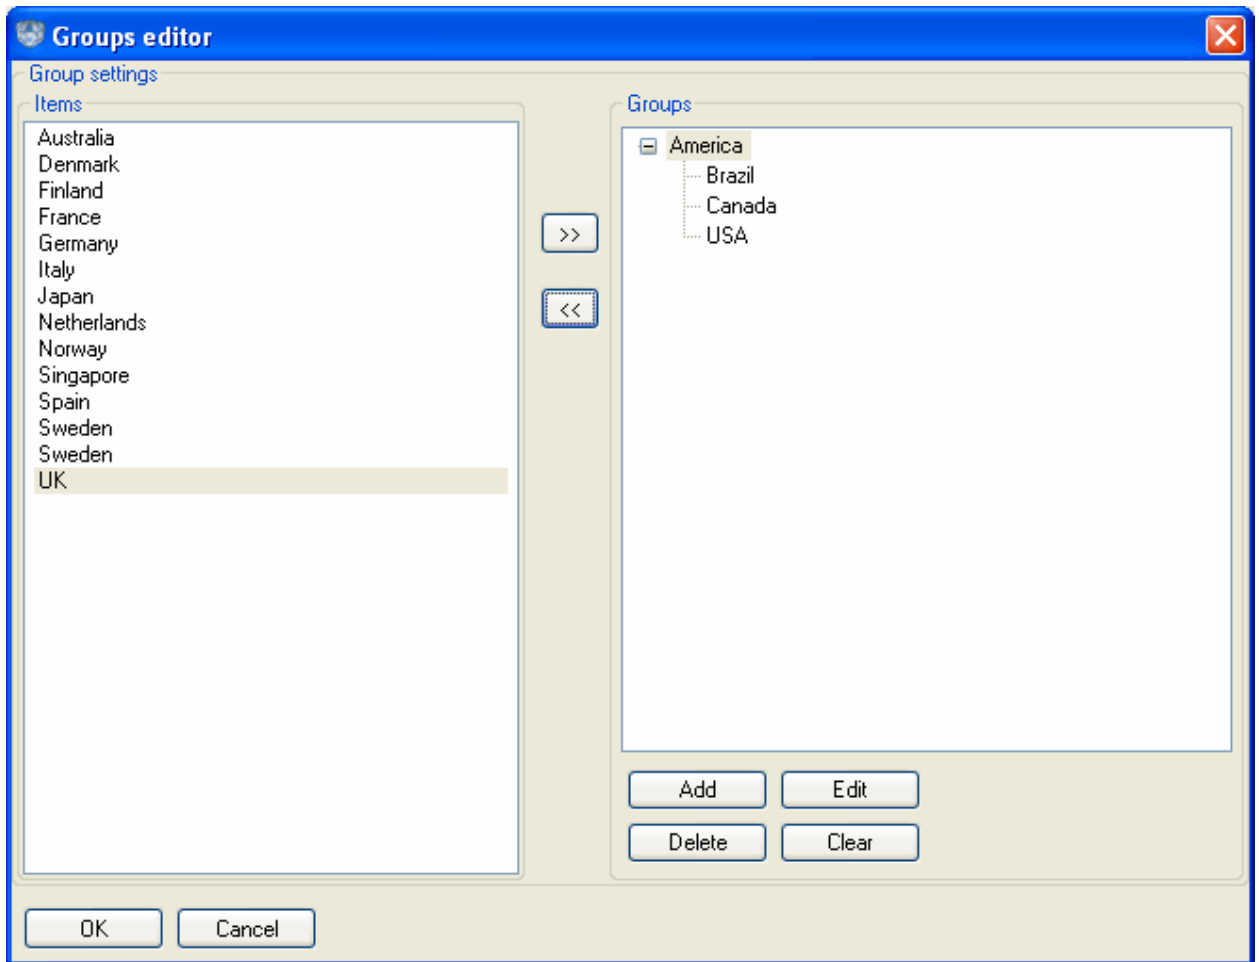 Groups editor
Group settings
Items
Australia
Denmark
Finland
France
Germany
Italy
Japan
Netherlands
Norway
Singapore
Spain
Sweden
Sweden
UK
>>
<<
Groups
America
Brazil
Canada
USA
Add
Edit
Delete
Clear
OK
Cancel